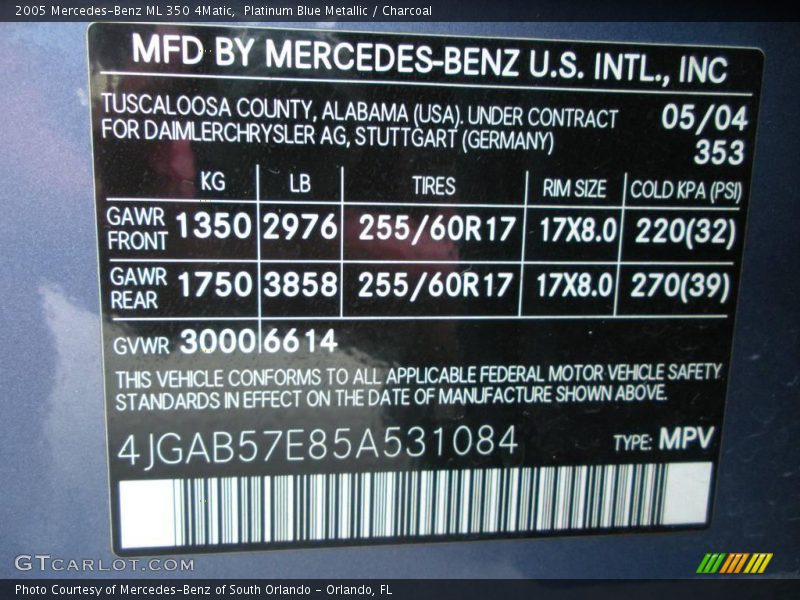 2005 Mercedes-Benz ML 350 4Matic, Platinum Blue Metallic / Charcoal
MFD BY MERCEDES-BENZ U.S. INTL., INC
TUSCALOOSA COUNTY, ALABAMA (USA). UNDER CONTRACT 05/04
FOR DAIMLERCHRYSLER AG, STUTTGART (GERMANY) 353
KG LB TIRES RIM SIZE COLD KPA (PSI)
GAWR FRONT 1350 2976 255/60R17 17X8.0 220(32)
GAWR REAR 1750 3858 255/60R17 17X8.0 270(39)
GVWR 3000 6614
THIS VEHICLE CONFORMS TO ALL APPLICABLE FEDERAL MOTOR VEHICLE SAFETY
STANDARDS IN EFFECT ON THE DATE OF MANUFACTURE SHOWN ABOVE.
4JGAB57E85A531084 TYPE: MPV
GTCARLOT.COM
Photo Courtesy of Mercedes-Benz of South Orlando - Orlando, FL